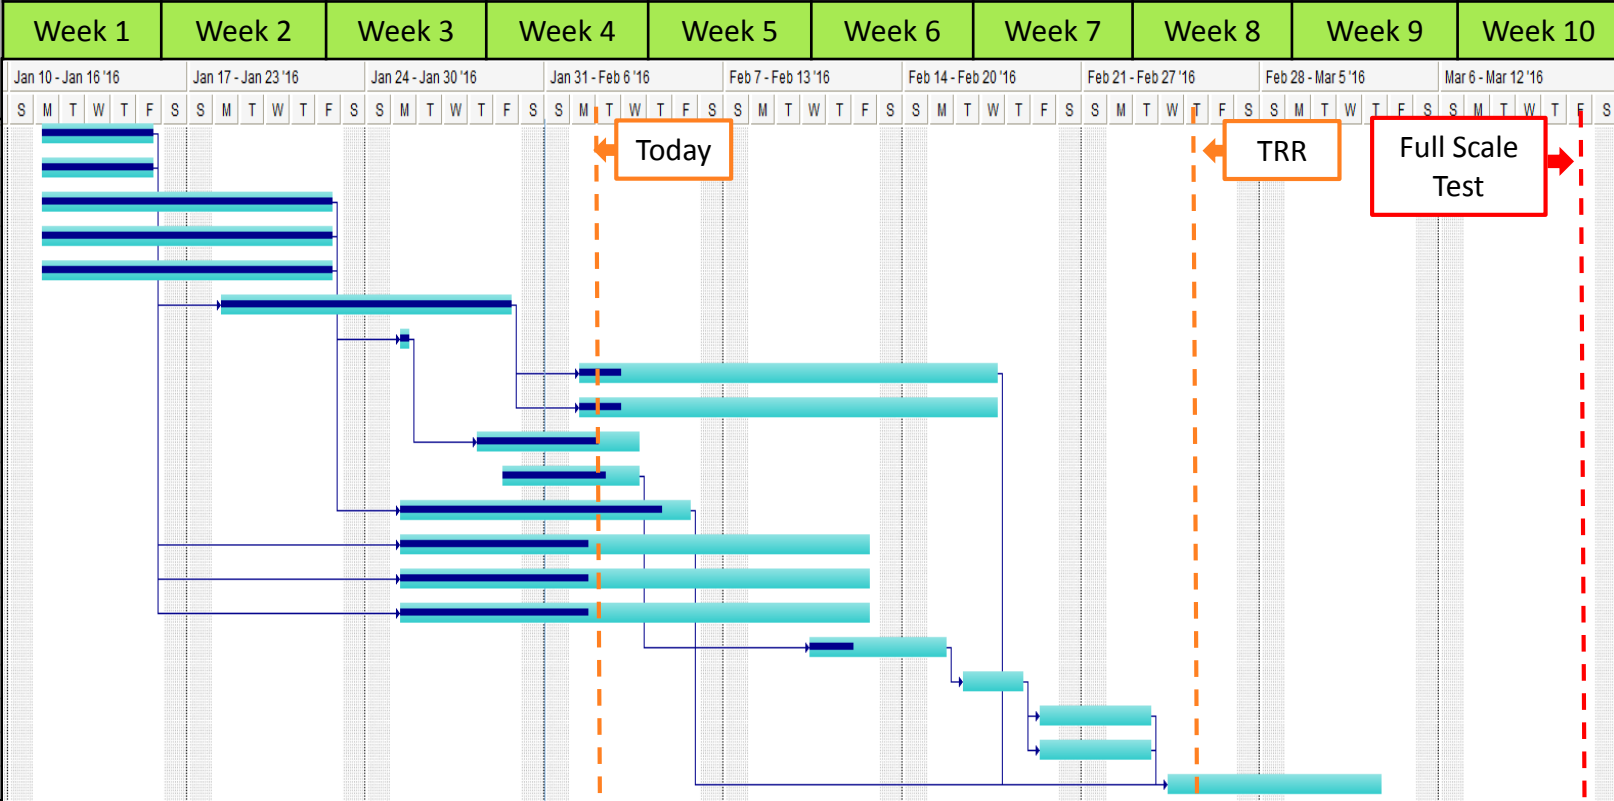 Week 1 Week 2 Week 3 Week 4 Week 5 Week 6 Week 7 Week 8 Week 9 Week 10
Jan 10 - Jan 16 '16 Jan 17 - Jan 23 '16 Jan 24 - Jan 30 '16 Jan 31 - Feb 6 '16 Feb 7 - Feb 13 '16 Feb 14 - Feb 20 '16 Feb 21 - Feb 27 '16 Feb 28 - Mar 5 '16 Mar 6 - Mar 12 '16
S M T W T F S S M T W T F S S M T W T F S S M T W T F S S M T W T F S S M T W T F S S M T W T F S S M T W T F S S M T W T F S
Today
TRR
Full Scale
Test